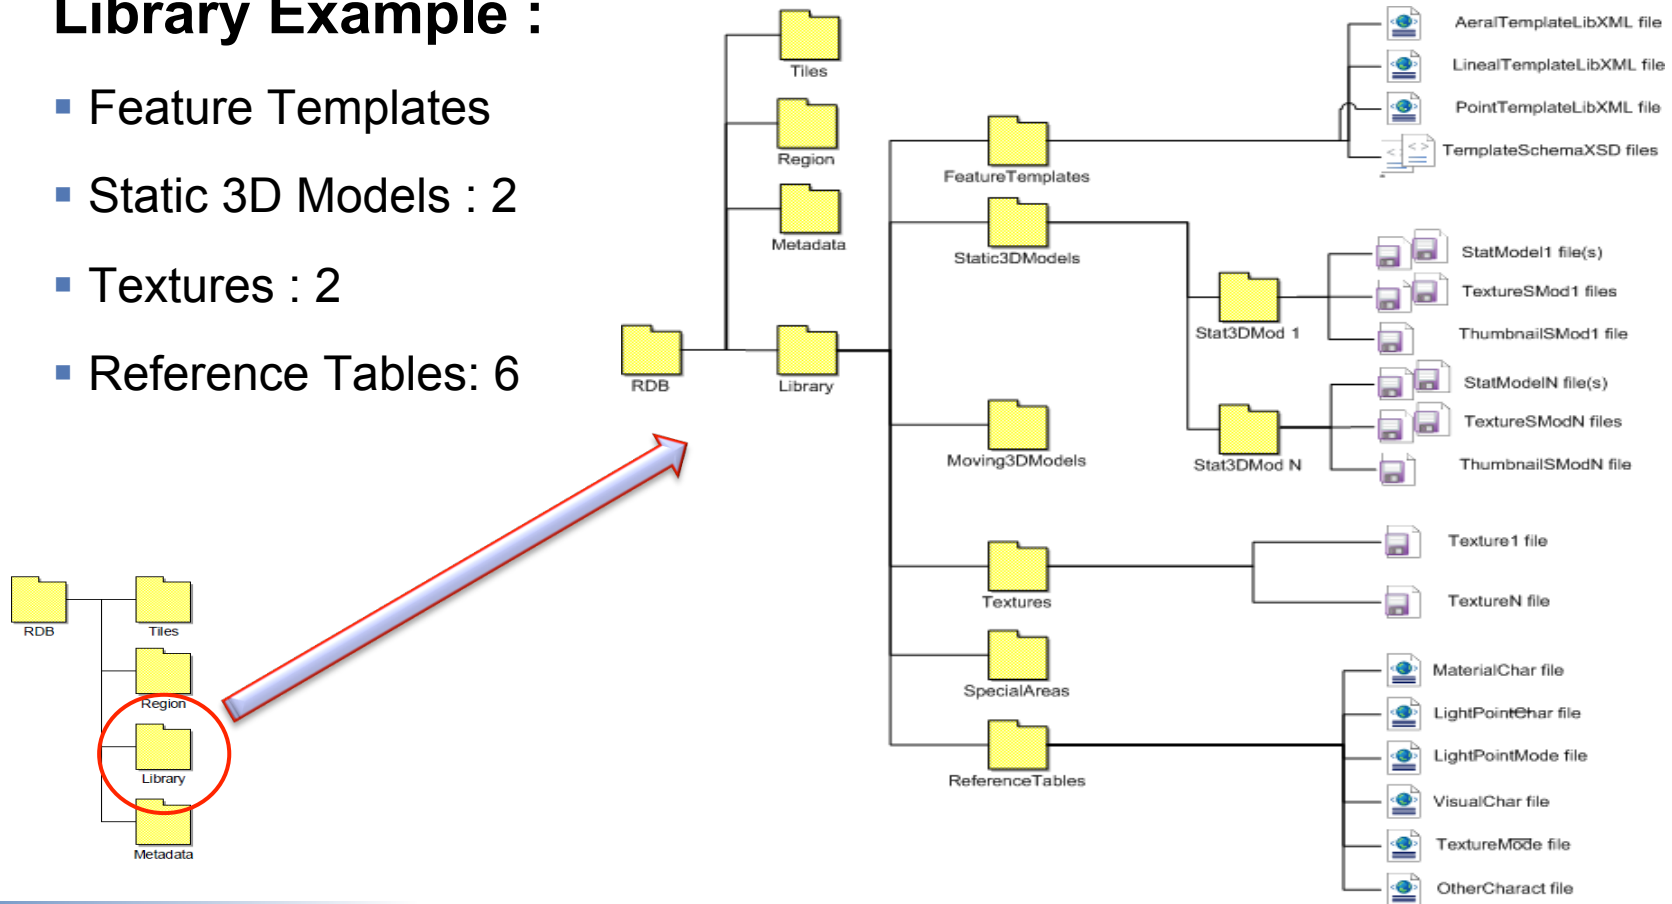 Library Example :
Feature Templates
Static 3D Models : 2
Textures : 2
Reference Tables: 6
RDB
Tiles
Region
Library
Metadata
Tiles
Region
Metadata
RDB
Library
FeatureTemplates
Static3DModels
Stat3DMod 1
Stat3DMod N
Moving3DModels
Textures
SpecialAreas
ReferenceTables
AeralTemplateLibXML file
LinealTemplateLibXML file
PointTemplateLibXML file
TemplateSchemaXSD files
StatModel1 file(s)
TextureSMod1 files
ThumbnailSMod1 file
StatModelN file(s)
TextureSModN files
ThumbnailSModN file
Texture1 file
TextureN file
MaterialChar file
LightPointChar file
LightPointMode file
VisualChar file
TextureMode file
OtherCharact file